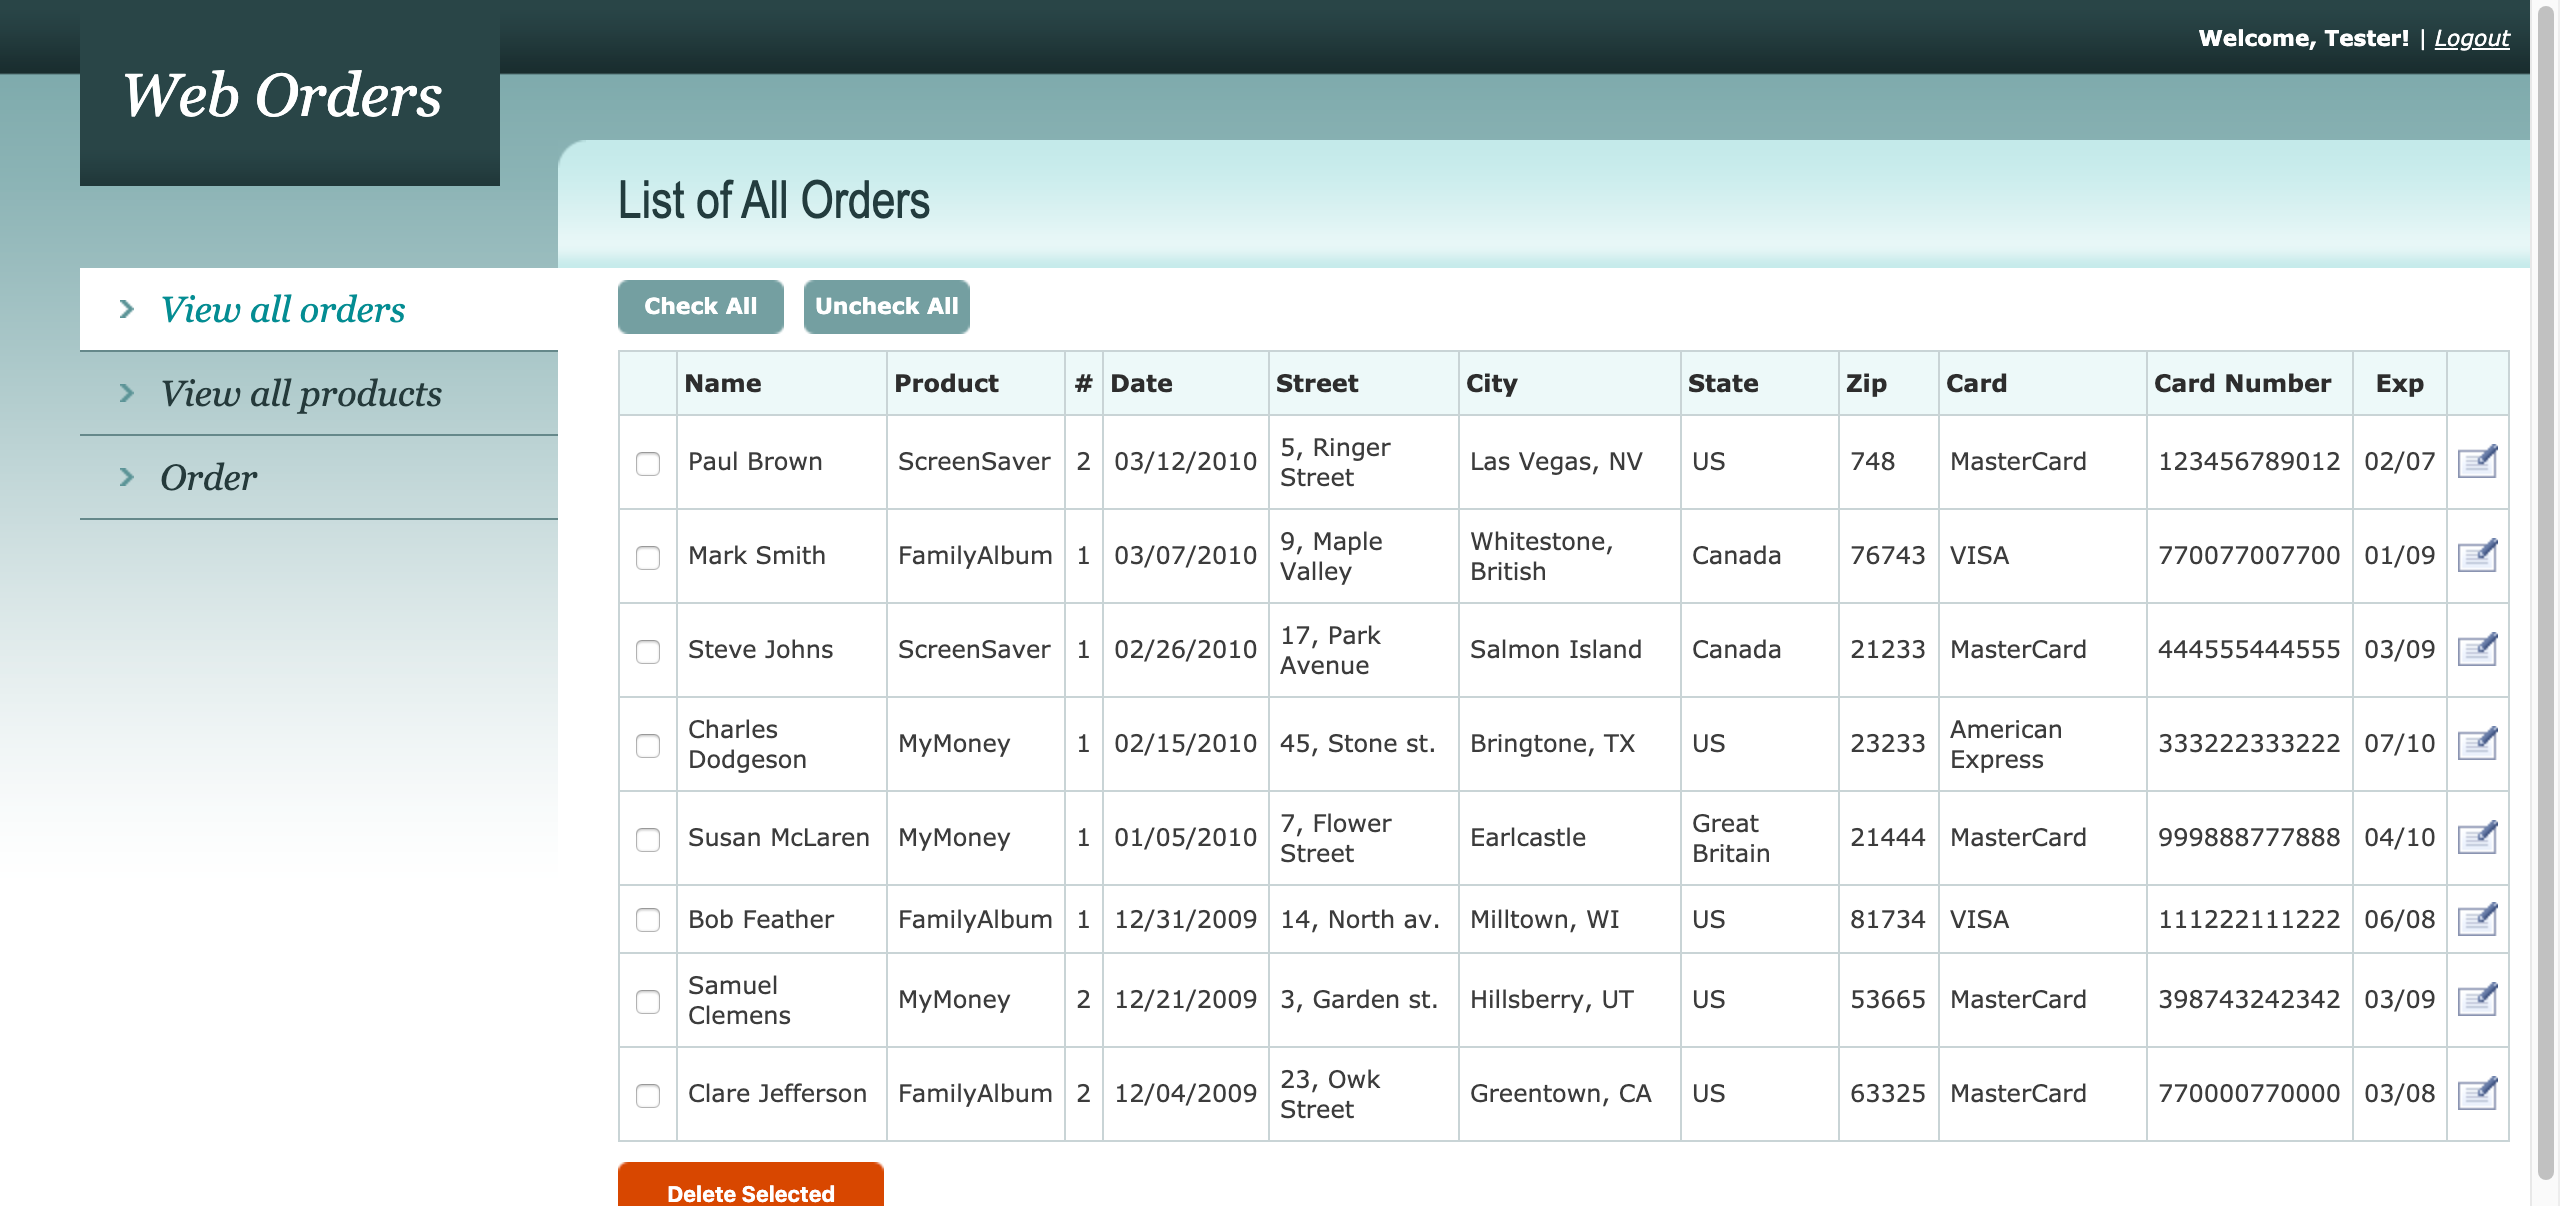 Welcome, Tester! | Logout
Web Orders
List of All Orders
View all orders
View all products
Order
Check All Uncheck All
Name Product # Date Street City State Zip Card Card Number Exp
Paul Brown ScreenSaver 2 03/12/2010 5, Ringer Street Las Vegas, NV US 748 MasterCard 123456789012 02/07
Mark Smith FamilyAlbum 1 03/07/2010 9, Maple Valley Whitestone, British Canada 76743 VISA 770077007700 01/09
Steve Johns ScreenSaver 1 02/26/2010 17, Park Avenue Salmon Island Canada 21233 MasterCard 444555444555 03/09
Charles Dodgeson MyMoney 1 02/15/2010 45, Stone st. Bringtone, TX US 23233 American Express 333222333222 07/10
Susan McLaren MyMoney 1 01/05/2010 7, Flower Street Earlcastle Great Britain 21444 MasterCard 999888777888 04/10
Bob Feather FamilyAlbum 1 12/31/2009 14, North av. Milltown, WI US 81734 VISA 111222111222 06/08
Samuel Clemens MyMoney 2 12/21/2009 3, Garden st. Hillsberry, UT US 53665 MasterCard 398743242342 03/09
Clare Jefferson FamilyAlbum 2 12/04/2009 23, Owk Street Greentown, CA US 63325 MasterCard 770000770000 03/08
Delete Selected